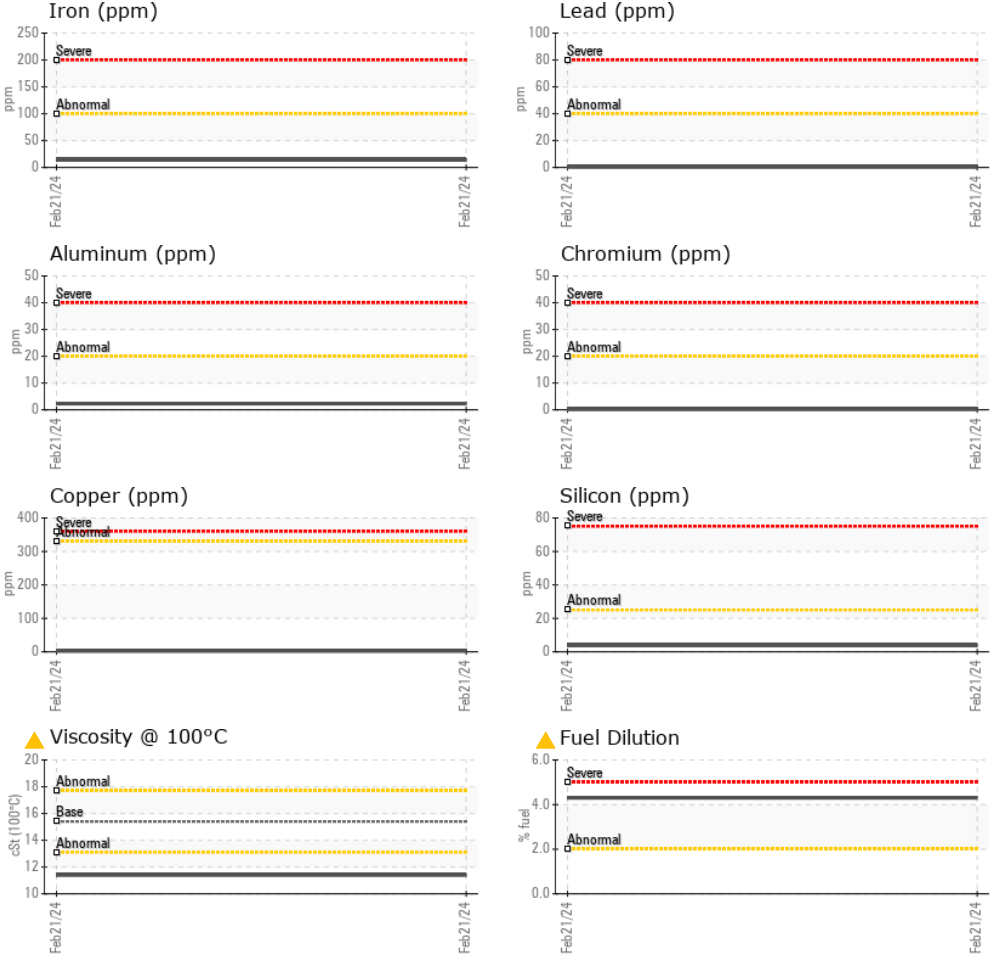 Iron (ppm)
250
200
150
100
50
0
ppm
Severe
Abnormal
Feb21/24
Feb21/24
Lead (ppm)
100
80
60
40
20
0
ppm
Severe
Abnormal
Feb21/24
Feb21/24
Aluminum (ppm)
50
40
30
20
10
0
ppm
Severe
Abnormal
Feb21/24
Feb21/24
Chromium (ppm)
50
40
30
20
10
0
ppm
Severe
Abnormal
Feb21/24
Feb21/24
Copper (ppm)
400
300
200
100
0
ppm
Severe
Abnormal
Feb21/24
Feb21/24
Silicon (ppm)
80
60
40
20
0
ppm
Severe
Abnormal
Feb21/24
Feb21/24
Viscosity @ 100°C
20
18
16
14
12
10
cSt (100°C)
Abnormal
Base
Abnormal
Feb21/24
Feb21/24
Fuel Dilution
6.0
4.0
2.0
0.0
% fuel
Severe
Abnormal
Feb21/24
Feb21/24